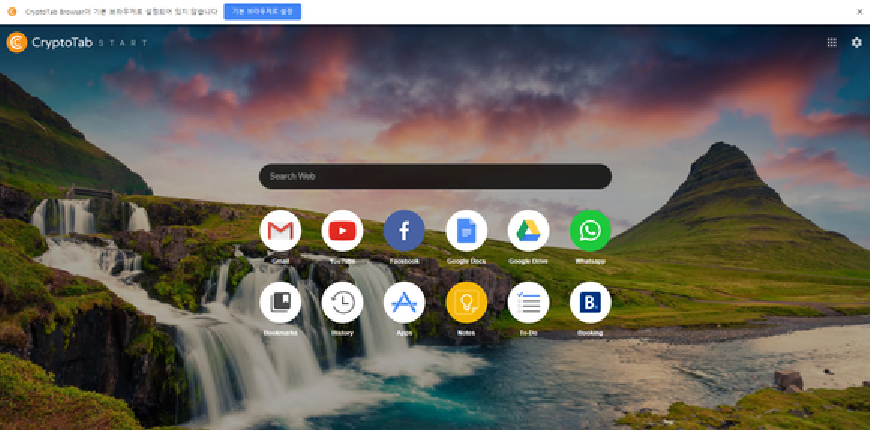 CryptoTab Browser이 기본 브라우저로 설정되어 있지 않습니다 기본 브라우저로 설정
CryptoTab START
Search Web
Gmail YouTube Facebook Google Docs Google Drive Whatsapp
Bookmarks History Apps Notes To-Do Booking
B.